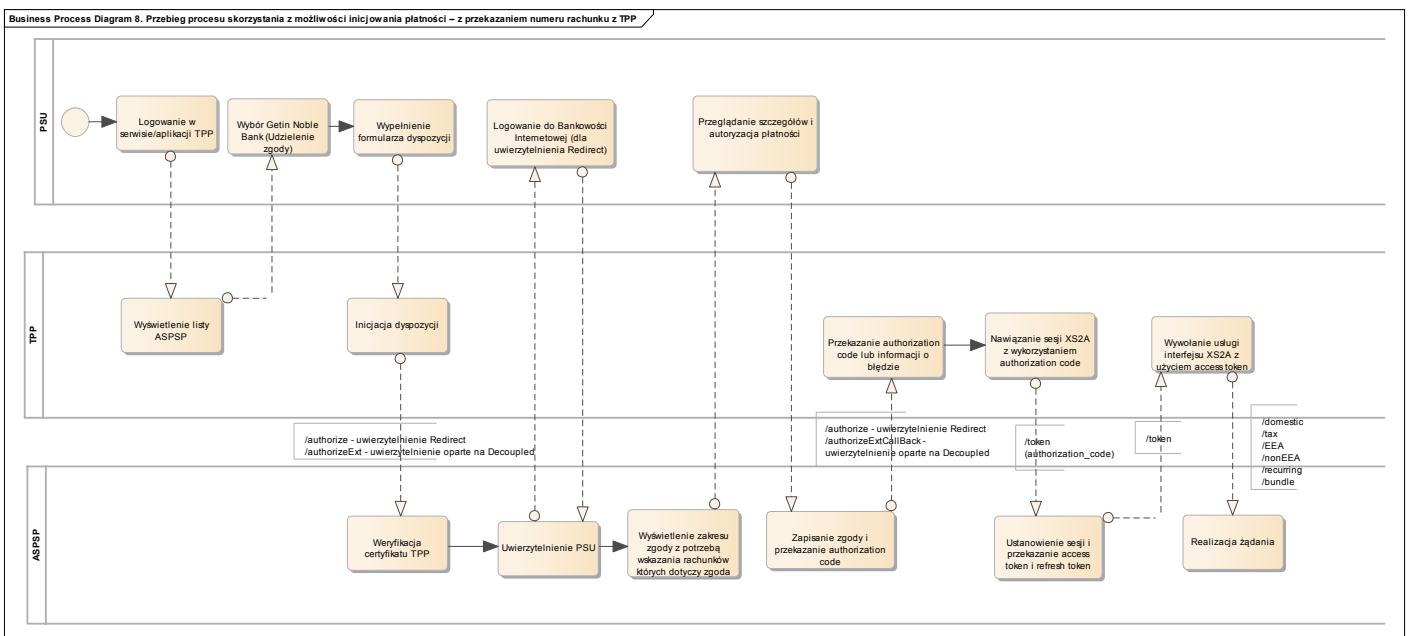 Business Process Diagram 8. Przebieg procesu skorzystania z możliwości inicjowania płatności – z przekazaniem numeru rachunku z TPP
PSU
Logowanie w
serwisie/aplikacji TPP
Wybór Getin Noble
Bank (Udzielenie
zgody)
Wypełnienie
formularza dyspozycji
Logowanie do Bankowości
Internetowej (dla
uwierzytelnienia Redirect)
Przeglądanie szczegółów i
autoryzacja płatności
TPP
Wyświetlenie listy
ASPSP
Inicjacja dyspozycji
Przekazanie authorization
code lub informacji o
błędzie
Nawiązanie sesji XS2A
z wykorzystaniem
authorization code
Wywołanie usługi
interfejsu XS2A z
użyciem access token
/authorize - uwierzytelnienie Redirect
/authorizeExt - uwierzytelnienie oparte na Decoupled
/authorize - uwierzytelnienie Redirect
/authorizeExtCallBack -
uwierzytelnienie oparte na Decoupled
/token
(authorization_code)
/token
/domestic
/tax
/EEA
/nonEEA
/recurring
/bundle
ASPSP
Weryfikacja
certyfikatu TPP
Uwierzytelnienie PSU
Wyświetlenie zakresu
zgody z potrzebą
wskazania rachunków
których dotyczy zgoda
Zapisanie zgody i
przekazanie authorization
code
Ustanowienie sesji i
przekazanie access
token i refresh token
Realizacja żądania